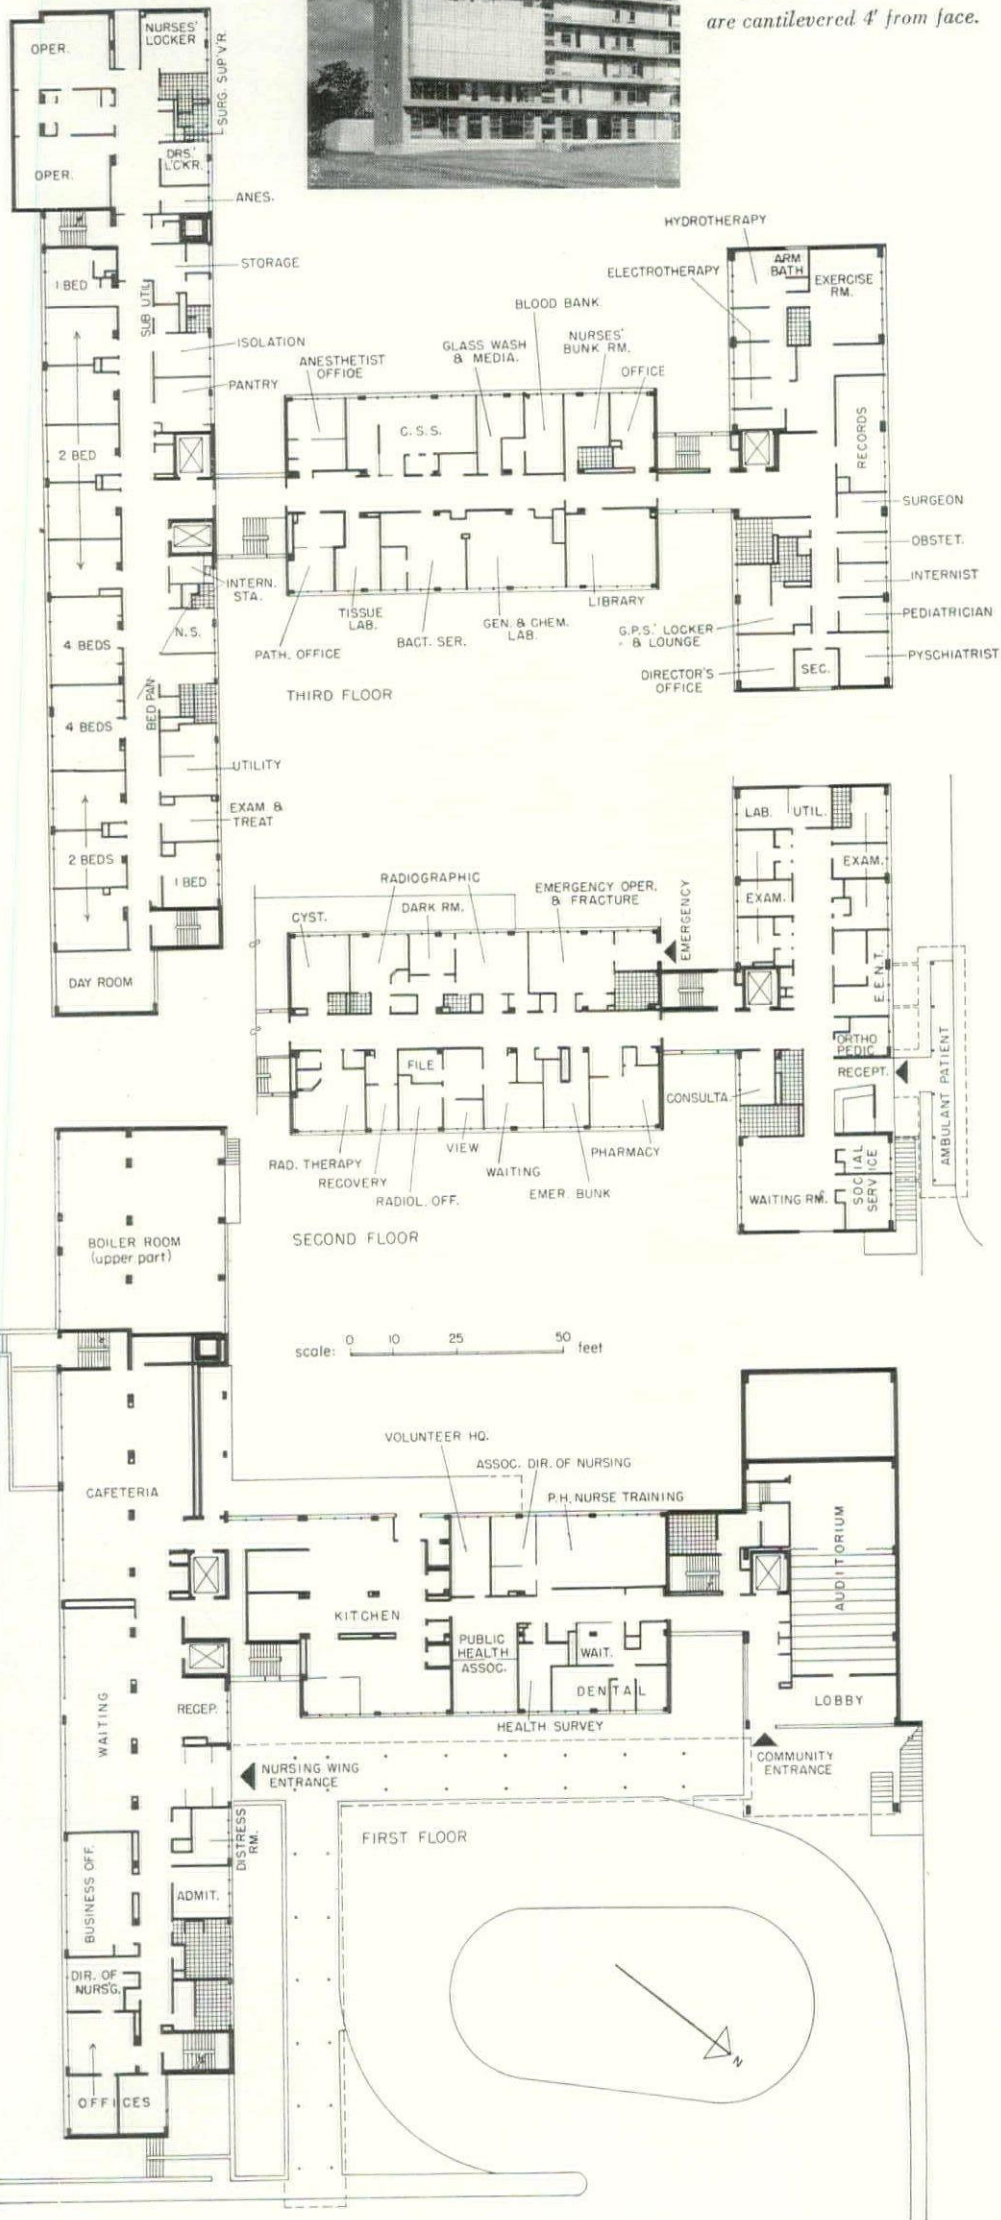 are cantilevered 4' from face.
OPER.
NURSES'
LOCKER
SURG. SUP'V'R.
OPER.
DRS.'
L'CK'R.
ANES.
STORAGE
1 BED
SUB UTIL
ISOLATION
PANTRY
2 BED
INTERN.
STA.
N.S.
4 BEDS
4 BEDS
BED PAN
UTILITY
EXAM &
TREAT
2 BEDS
1 BED
DAY ROOM
ANESTHETIST
OFFIOE
C.S.S.
GLASS WASH
& MEDIA.
BLOOD BANK
NURSES'
BUNK RM.
OFFICE
PATH. OFFICE
TISSUE
LAB.
BACT. SER.
GEN. & CHEM.
LAB.
LIBRARY
THIRD FLOOR
HYDROTHERAPY
ELECTROTHERAPY
ARM
BATH
EXERCISE
RM.
RECORDS
SURGEON
OBSTET.
INTERNIST
PEDIATRICIAN
PYSCHIATRIST
G.P.S.' LOCKER
& LOUNGE
DIRECTOR'S
OFFICE
SEC.
RADIOGRAPHIC
CYST.
DARK RM.
EMERGENCY OPER.
& FRACTURE
EMERGENCY
FILE
RAD. THERAPY
RECOVERY
RADIOL. OFF.
VIEW
WAITING
EMER. BUNK
PHARMACY
SECOND FLOOR
LAB.
UTIL.
EXAM.
EXAM.
E.E.N.T.
ORTHO
PEDIC
RECEPT.
CONSULTA.
WAITING RM.
SOCIAL
SERVICE
AMBULANT PATIENT
BOILER ROOM
(upper part)
scale: 0 10 25 50 feet
CAFETERIA
WAITING
RECEP.
VOLUNTEER HQ.
ASSOC. DIR. OF NURSING
P.H. NURSE TRAINING
KITCHEN
PUBLIC
HEALTH
ASSOC.
WAIT.
DENTAL
HEALTH SURVEY
AUDITORIUM
LOBBY
COMMUNITY
ENTRANCE
NURSING WING
ENTRANCE
DISTRESS
RM.
FIRST FLOOR
BUSINESS OFF.
ADMIT.
DIR. OF
NURS'G.
OFFICES
N